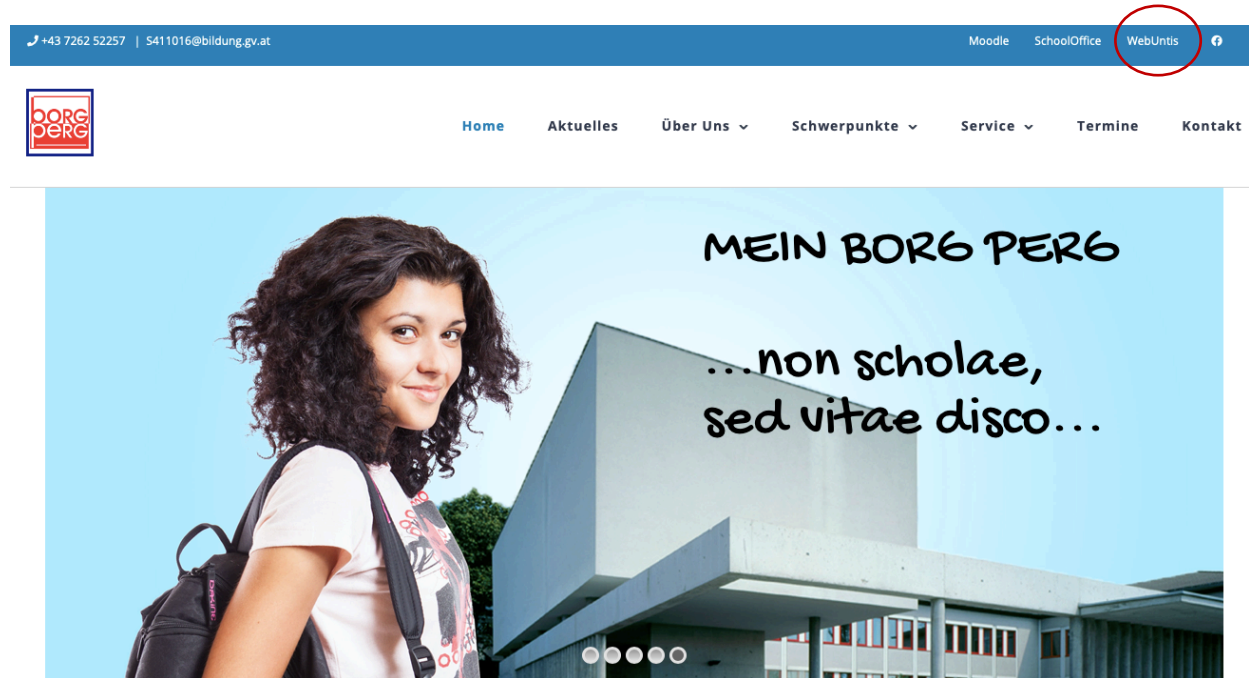 +43 7262 52257 | S411016@bildung.gv.at
Moodle SchoolOffice WebUntis
BORG
PERG
Home Aktuelles Über Uns Schwerpunkte Service Termine Kontakt
MEIN BORG PERG
...non scholae,
sed vitae disco...